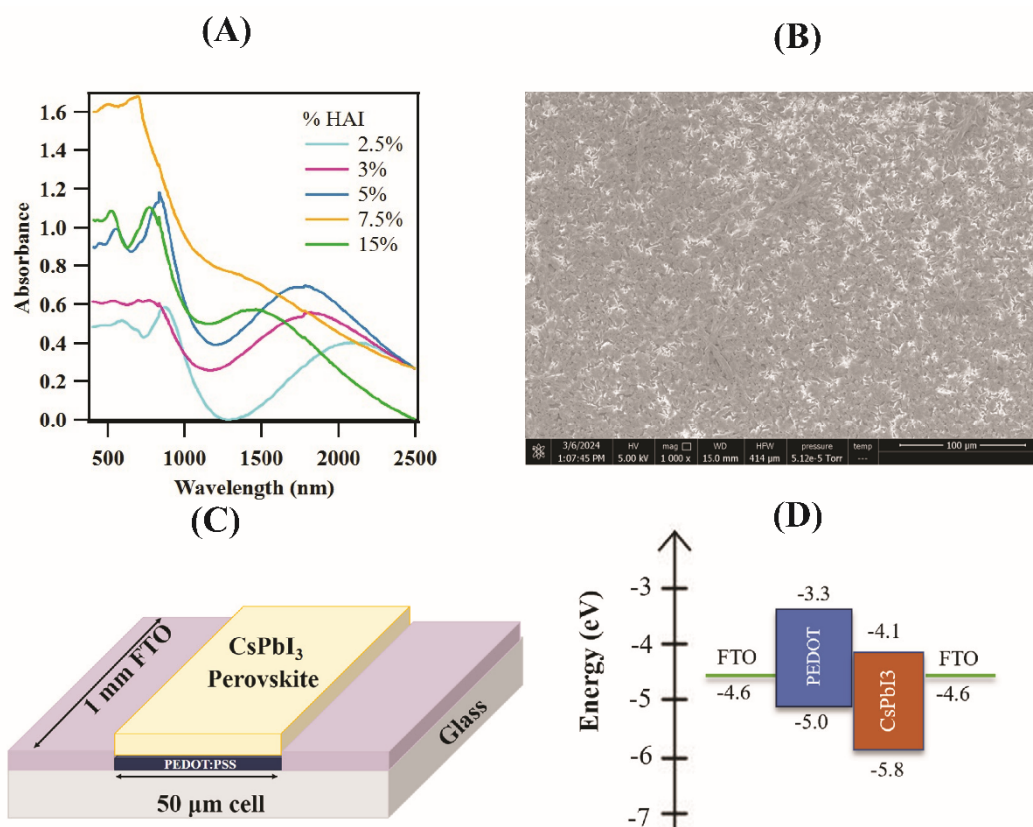 (A)
1.6
1.4
1.2
1.0
0.8
0.6
0.4
0.2
0.0
Absorbance
500
1000
1500
2000
2500
Wavelength (nm)
% HAI
2.5%
3%
5%
7.5%
15%
(B)
3/6/2024 HV mag WD HFW pressure temp 100 µm
1:07:45 PM 5.00 kV 1 000 x 15.0 mm 414 µm 5.12e-5 Torr ---
(C)
1 mm FTO
CsPbI3
Perovskite
Glass
PEDOT:PSS
50 µm cell
(D)
Energy (eV)
-3
-4
-5
-6
-7
FTO
-4.6
-3.3
PEDOT
-5.0
-4.1
CsPbI3
-5.8
FTO
-4.6